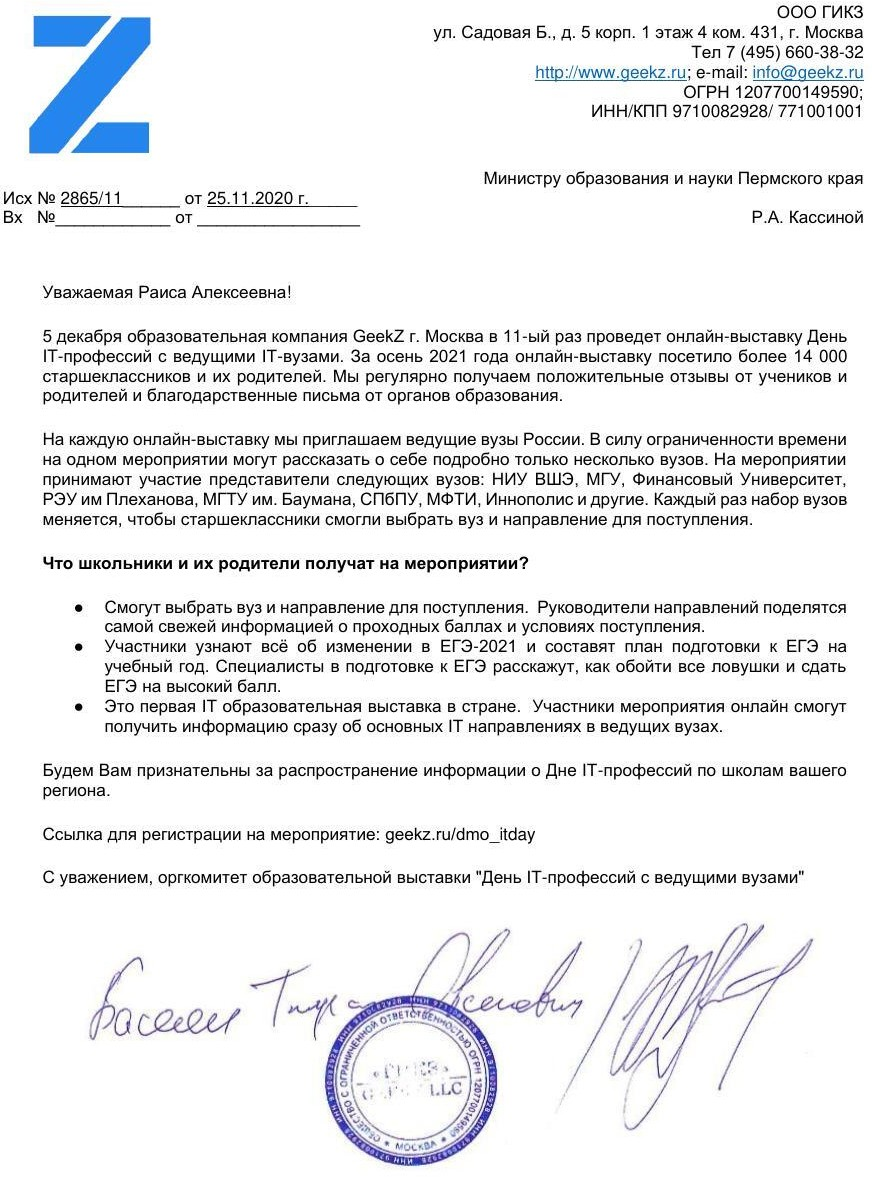 ООО ГИКЗ
ул. Садовая Б., д. 5 корп. 1 этаж 4 ком. 431, г. Москва
Тел 7 (495) 660-38-32
http://www.geekz.ru; e-mail: info@geekz.ru
ОГРН 1207700149590;
ИНН/КПП 9710082928/ 771001001
Министру образования и науки Пермского края
Исх № 2865/11______ от 25.11.2020 г._____
Вх №____________ от _________________
Р.А. Кассиной
Уважаемая Раиса Алексеевна!
5 декабря образовательная компания GeekZ г. Москва в 11-ый раз проведет онлайн-выставку День
IT-профессий с ведущими IT-вузами. За осень 2021 года онлайн-выставку посетило более 14 000
старшеклассников и их родителей. Мы регулярно получаем положительные отзывы от учеников и
родителей и благодарственные письма от органов образования.
На каждую онлайн-выставку мы приглашаем ведущие вузы России. В силу ограниченности времени
на одном мероприятии могут рассказать о себе подробно только несколько вузов. На мероприятии
принимают участие представители следующих вузов: НИУ ВШЭ, МГУ, Финансовый Университет,
РЭУ им Плеханова, МГТУ им. Баумана, СПбПУ, МФТИ, Иннополис и другие. Каждый раз набор вузов
меняется, чтобы старшеклассники смогли выбрать вуз и направление для поступления.
Что школьники и их родители получат на мероприятии?
● Смогут выбрать вуз и направление для поступления. Руководители направлений поделятся
самой свежей информацией о проходных баллах и условиях поступления.
● Участники узнают всё об изменении в ЕГЭ-2021 и составят план подготовки к ЕГЭ на
учебный год. Специалисты в подготовке к ЕГЭ расскажут, как обойти все ловушки и сдать
ЕГЭ на высокий балл.
● Это первая IT образовательная выставка в стране. Участники мероприятия онлайн смогут
получить информацию сразу об основных IT направлениях в ведущих вузах.
Будем Вам признательны за распространение информации о Дне IT-профессий по школам вашего
региона.
Ссылка для регистрации на мероприятие: geekz.ru/dmo_itday
С уважением, оргкомитет образовательной выставки "День IT-профессий с ведущими вузами"
ОБЩЕСТВО С ОГРАНИЧЕННОЙ ОТВЕТСТВЕННОСТЬЮ ОГРН
LLC
МОСКВА
ИНН 9710082928